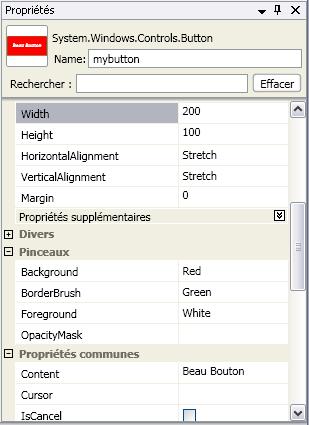 Propriétés
Beau Bouton
System.Windows.Controls.Button
Name: mybutton
Rechercher : Effacer
Width 200
Height 100
HorizontalAlignment Stretch
VerticalAlignment Stretch
Margin 0
Propriétés supplémentaires
Divers
Pinceaux
Background Red
BorderBrush Green
Foreground White
OpacityMask
Propriétés communes
Content Beau Bouton
Cursor
IsCancel